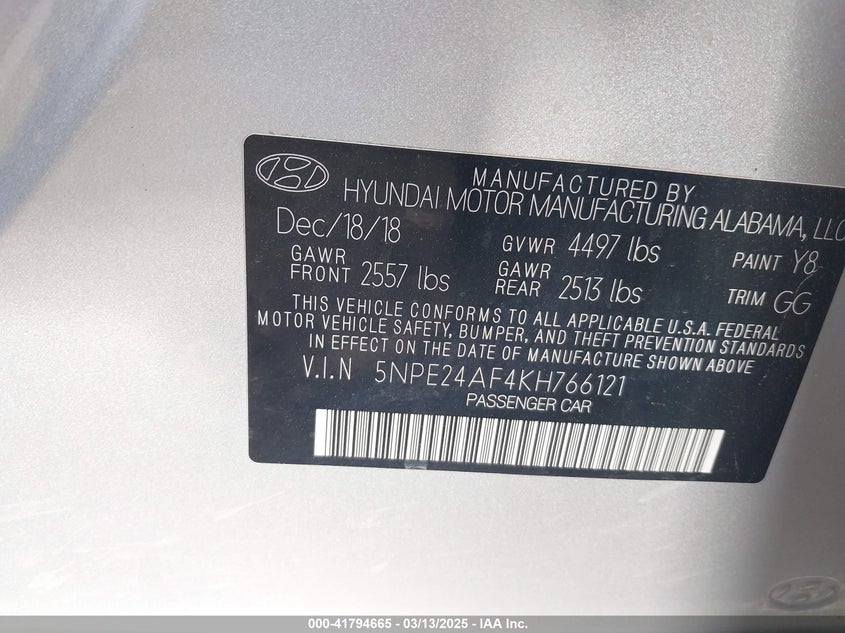 MANUFACTURED BY
HYUNDAI MOTOR MANUFACTURING ALABAMA, LLC
Dec/18/18 GVWR 4497 lbs PAINT Y8
GAWR FRONT 2557 lbs GAWR REAR 2513 lbs TRIM GG
THIS VEHICLE CONFORMS TO ALL APPLICABLE U.S.A. FEDERAL
MOTOR VEHICLE SAFETY, BUMPER, AND THEFT PREVENTION STANDARDS
IN EFFECT ON THE DATE OF MANUFACTURE SHOWN ABOVE
V.I.N 5NPE24AF4KH766121
PASSENGER CAR
000-41794665 - 03/13/2025 - IAA Inc.